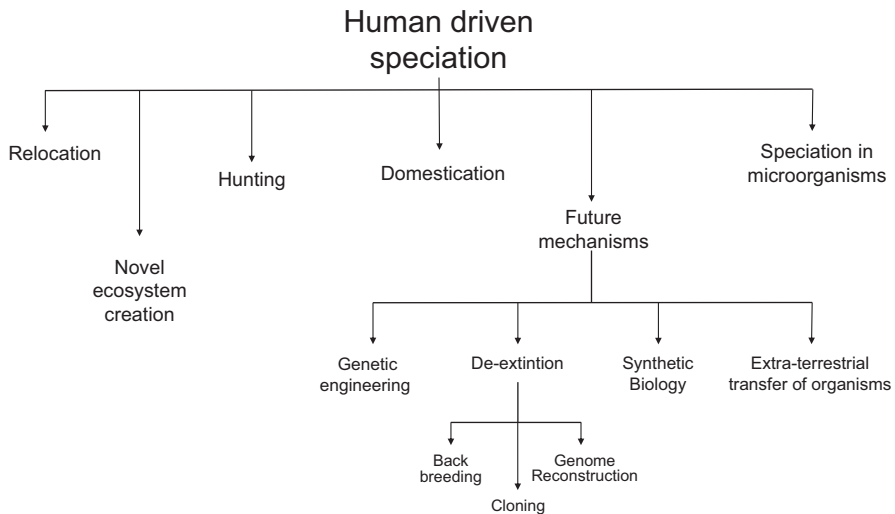 Human driven
speciation
Relocation
Hunting
Domestication
Speciation in
microorganisms
Future
mechanisms
Novel
ecosystem
creation
Genetic
engineering
De-extintion
Synthetic
Biology
Extra-terrestrial
transfer of organisms
Back
breeding
Genome
Reconstruction
Cloning